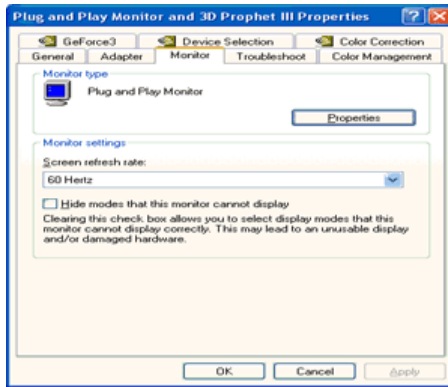 Plug and Play Monitor and 3D Prophet III Properties
GeForce3 Device Selection Color Correction
General Adapter Monitor Troubleshoot Color Management
Monitor type
Plug and Play Monitor
Properties
Monitor settings
Screen refresh rate:
60 Hertz
Hide modes that this monitor cannot display
Clearing this check box allows you to select display modes that this
monitor cannot display correctly. This may lead to an unusable display
and/or damaged hardware.
OK Cancel Apply